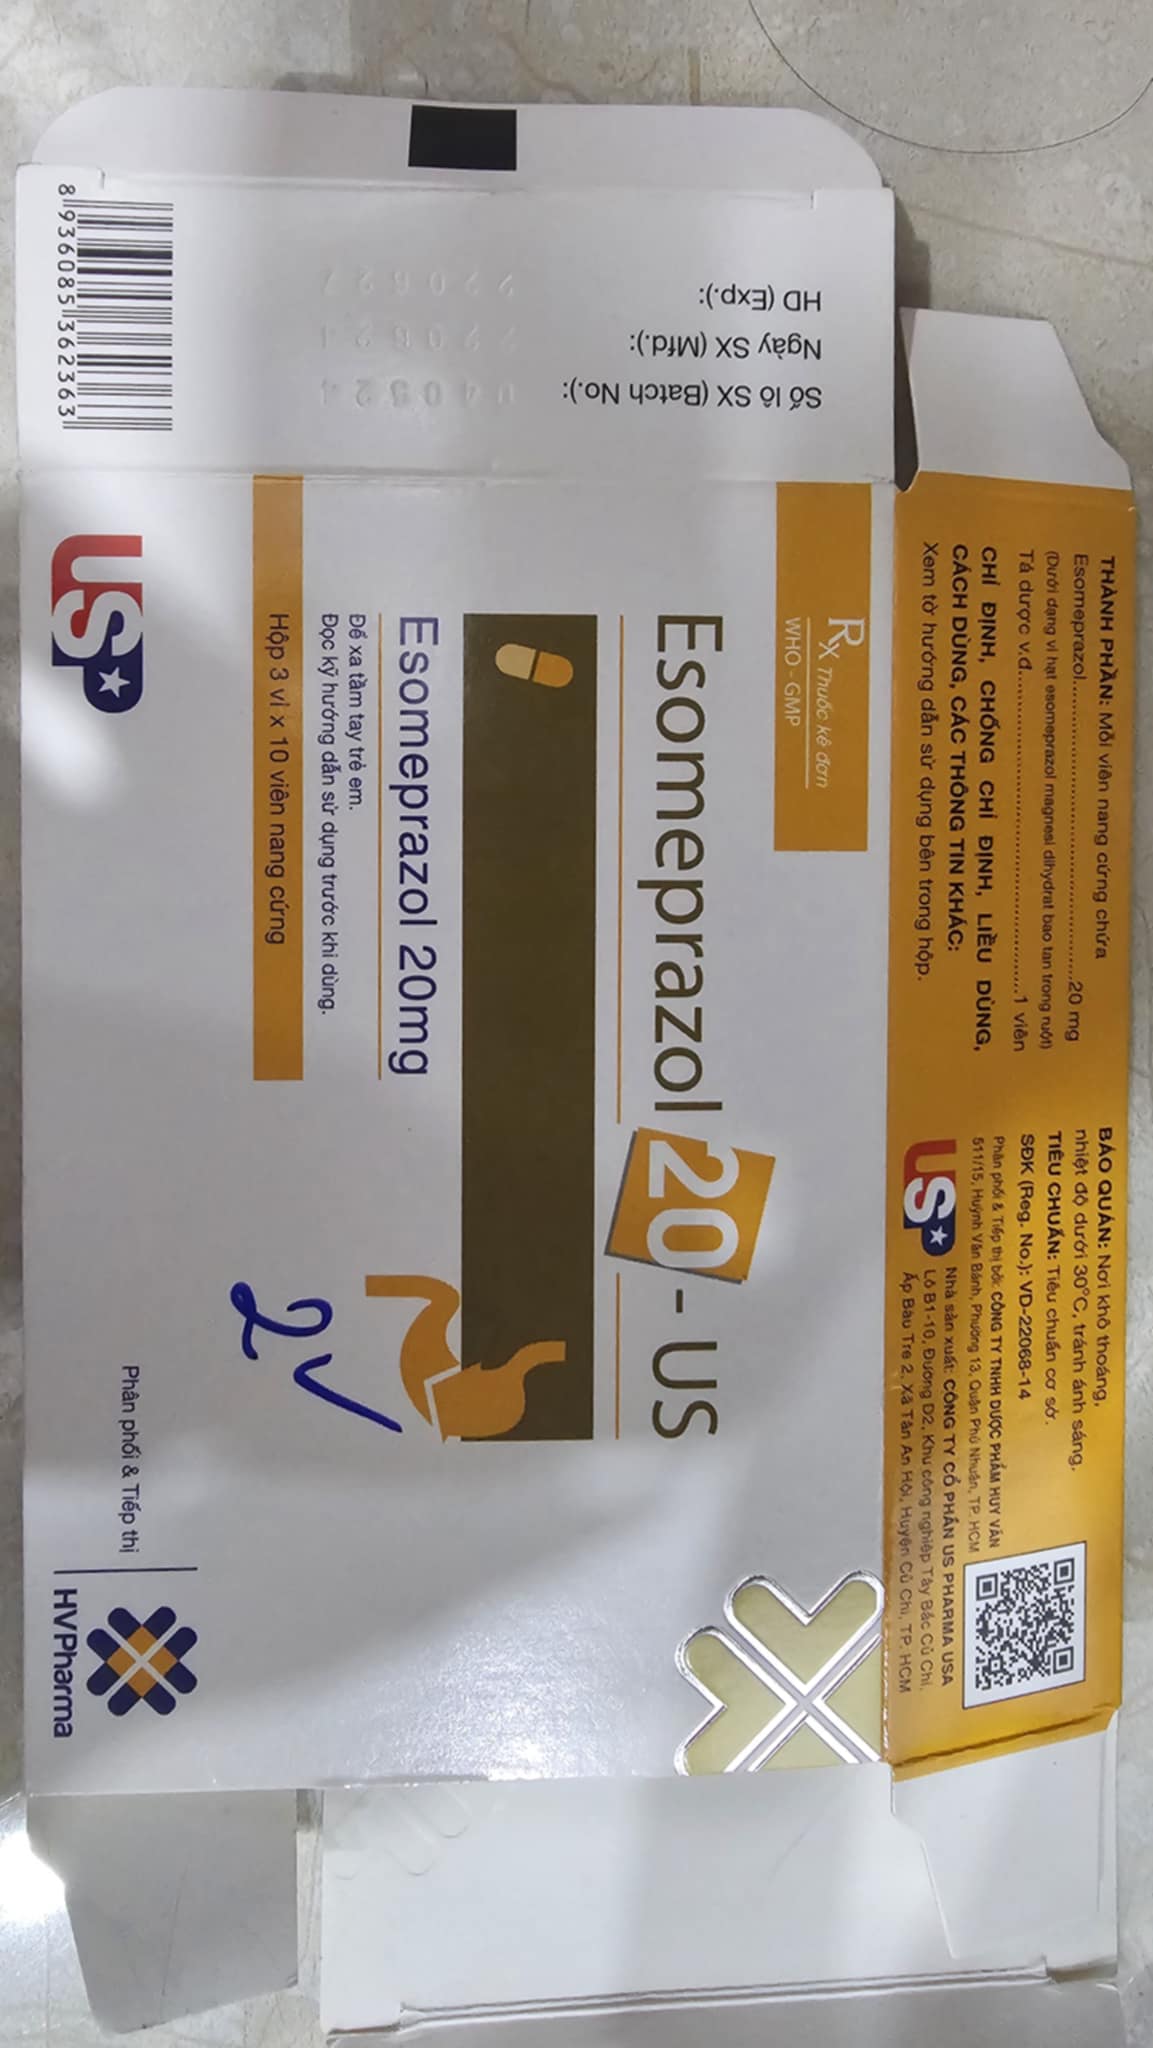 8 936085 362363
HD (Exp.):
220627
Ngày SX (Mfd.):
220624
Số lô SX (Batch No.):
040524
Rx Thuốc kê đơn
WHO - GMP
Esomeprazol 20 - US
Esomeprazol 20mg
Để xa tầm tay trẻ em.
Đọc kỹ hướng dẫn sử dụng trước khi dùng.
Hộp 3 vỉ x 10 viên nang cứng
2V
USP
Phân phối & Tiếp thị
HVPharma
THÀNH PHẦN: Mỗi viên nang cứng chứa
Esomeprazol..........20 mg
(Dưới dạng vi hạt esomeprazol magnesi dihydrat bao tan trong ruột)
Tá dược v.đ..........1 viên
CHỈ ĐỊNH, CHỐNG CHỈ ĐỊNH, LIỀU DÙNG,
CÁCH DÙNG, CÁC THÔNG TIN KHÁC:
Xem tờ hướng dẫn sử dụng bên trong hộp.
BẢO QUẢN: Nơi khô thoáng,
nhiệt độ dưới 30°C, tránh ánh sáng.
TIÊU CHUẨN: Tiêu chuẩn cơ sở.
SĐK (Reg. No.): VD-22068-14
Phân phối & Tiếp thị bởi: CÔNG TY TNHH DƯỢC PHẨM HUY VĂN
511/15, Huỳnh Văn Bánh, Phường 13, Quận Phú Nhuận, TP. HCM
USP
Nhà sản xuất: CÔNG TY CỔ PHẦN US PHARMA USA
Lô B1-10, Đường D2, Khu công nghiệp Tây Bắc Củ Chi,
Ấp Bàu Tre 2, Xã Tân An Hội, Huyện Củ Chi, TP. HCM